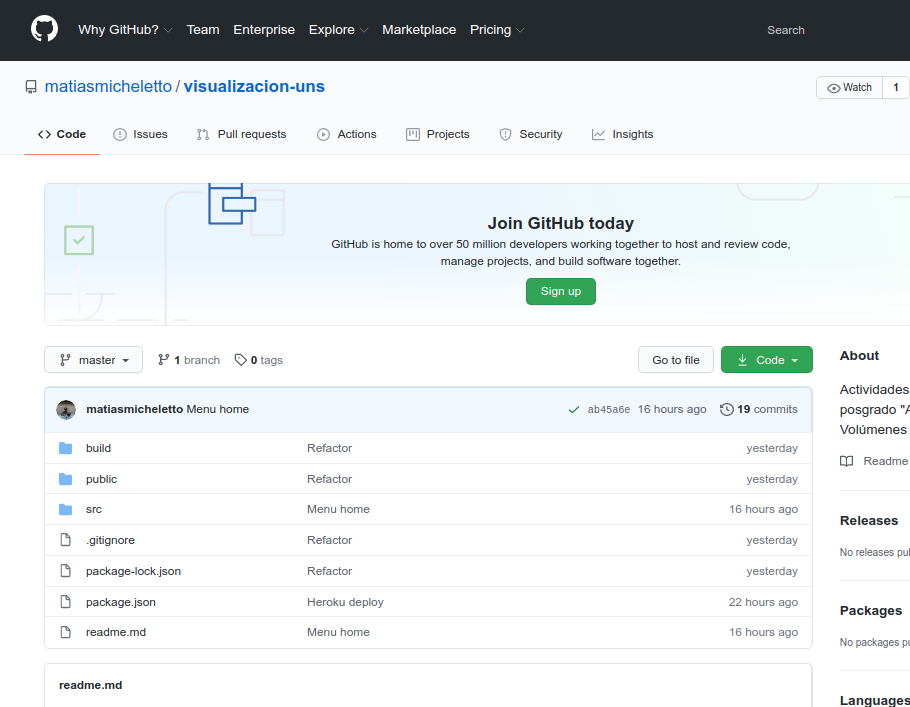 Why GitHub? Team Enterprise Explore Marketplace Pricing Search
matiasmicheletto / visualizacion-uns Watch 1
Code Issues Pull requests Actions Projects Security Insights
Join GitHub today
GitHub is home to over 50 million developers working together to host and review code,
manage projects, and build software together.
Sign up
master 1 branch 0 tags Go to file Code
matiasmicheletto Menu home ab45a6e 16 hours ago 19 commits
build Refactor yesterday
public Refactor yesterday
src Menu home 16 hours ago
.gitignore Refactor yesterday
package-lock.json Refactor yesterday
package.json Heroku deploy 22 hours ago
readme.md Menu home 16 hours ago
readme.md
About
Actividades
posgrado "A
Volúmenes
Readme
Releases
No releases pul
Packages
No packages pu
Languages